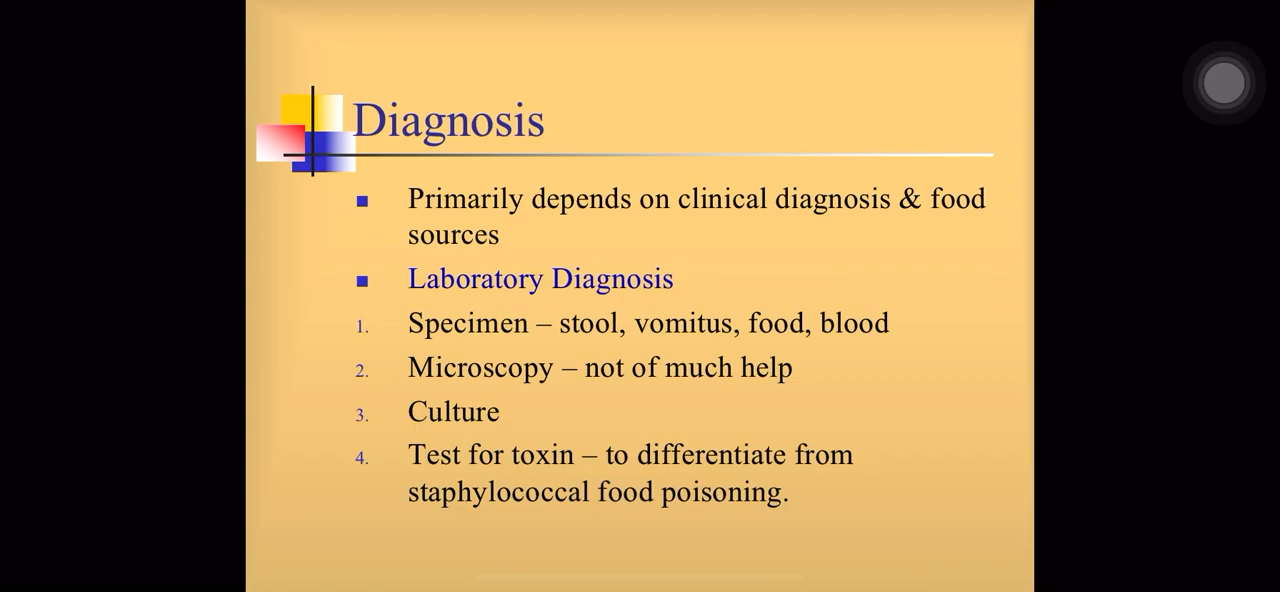 Diagnosis
Primarily depends on clinical diagnosis & food
sources
Laboratory Diagnosis
1. Specimen – stool, vomitus, food, blood
2. Microscopy – not of much help
3. Culture
4. Test for toxin – to differentiate from
staphylococcal food poisoning.